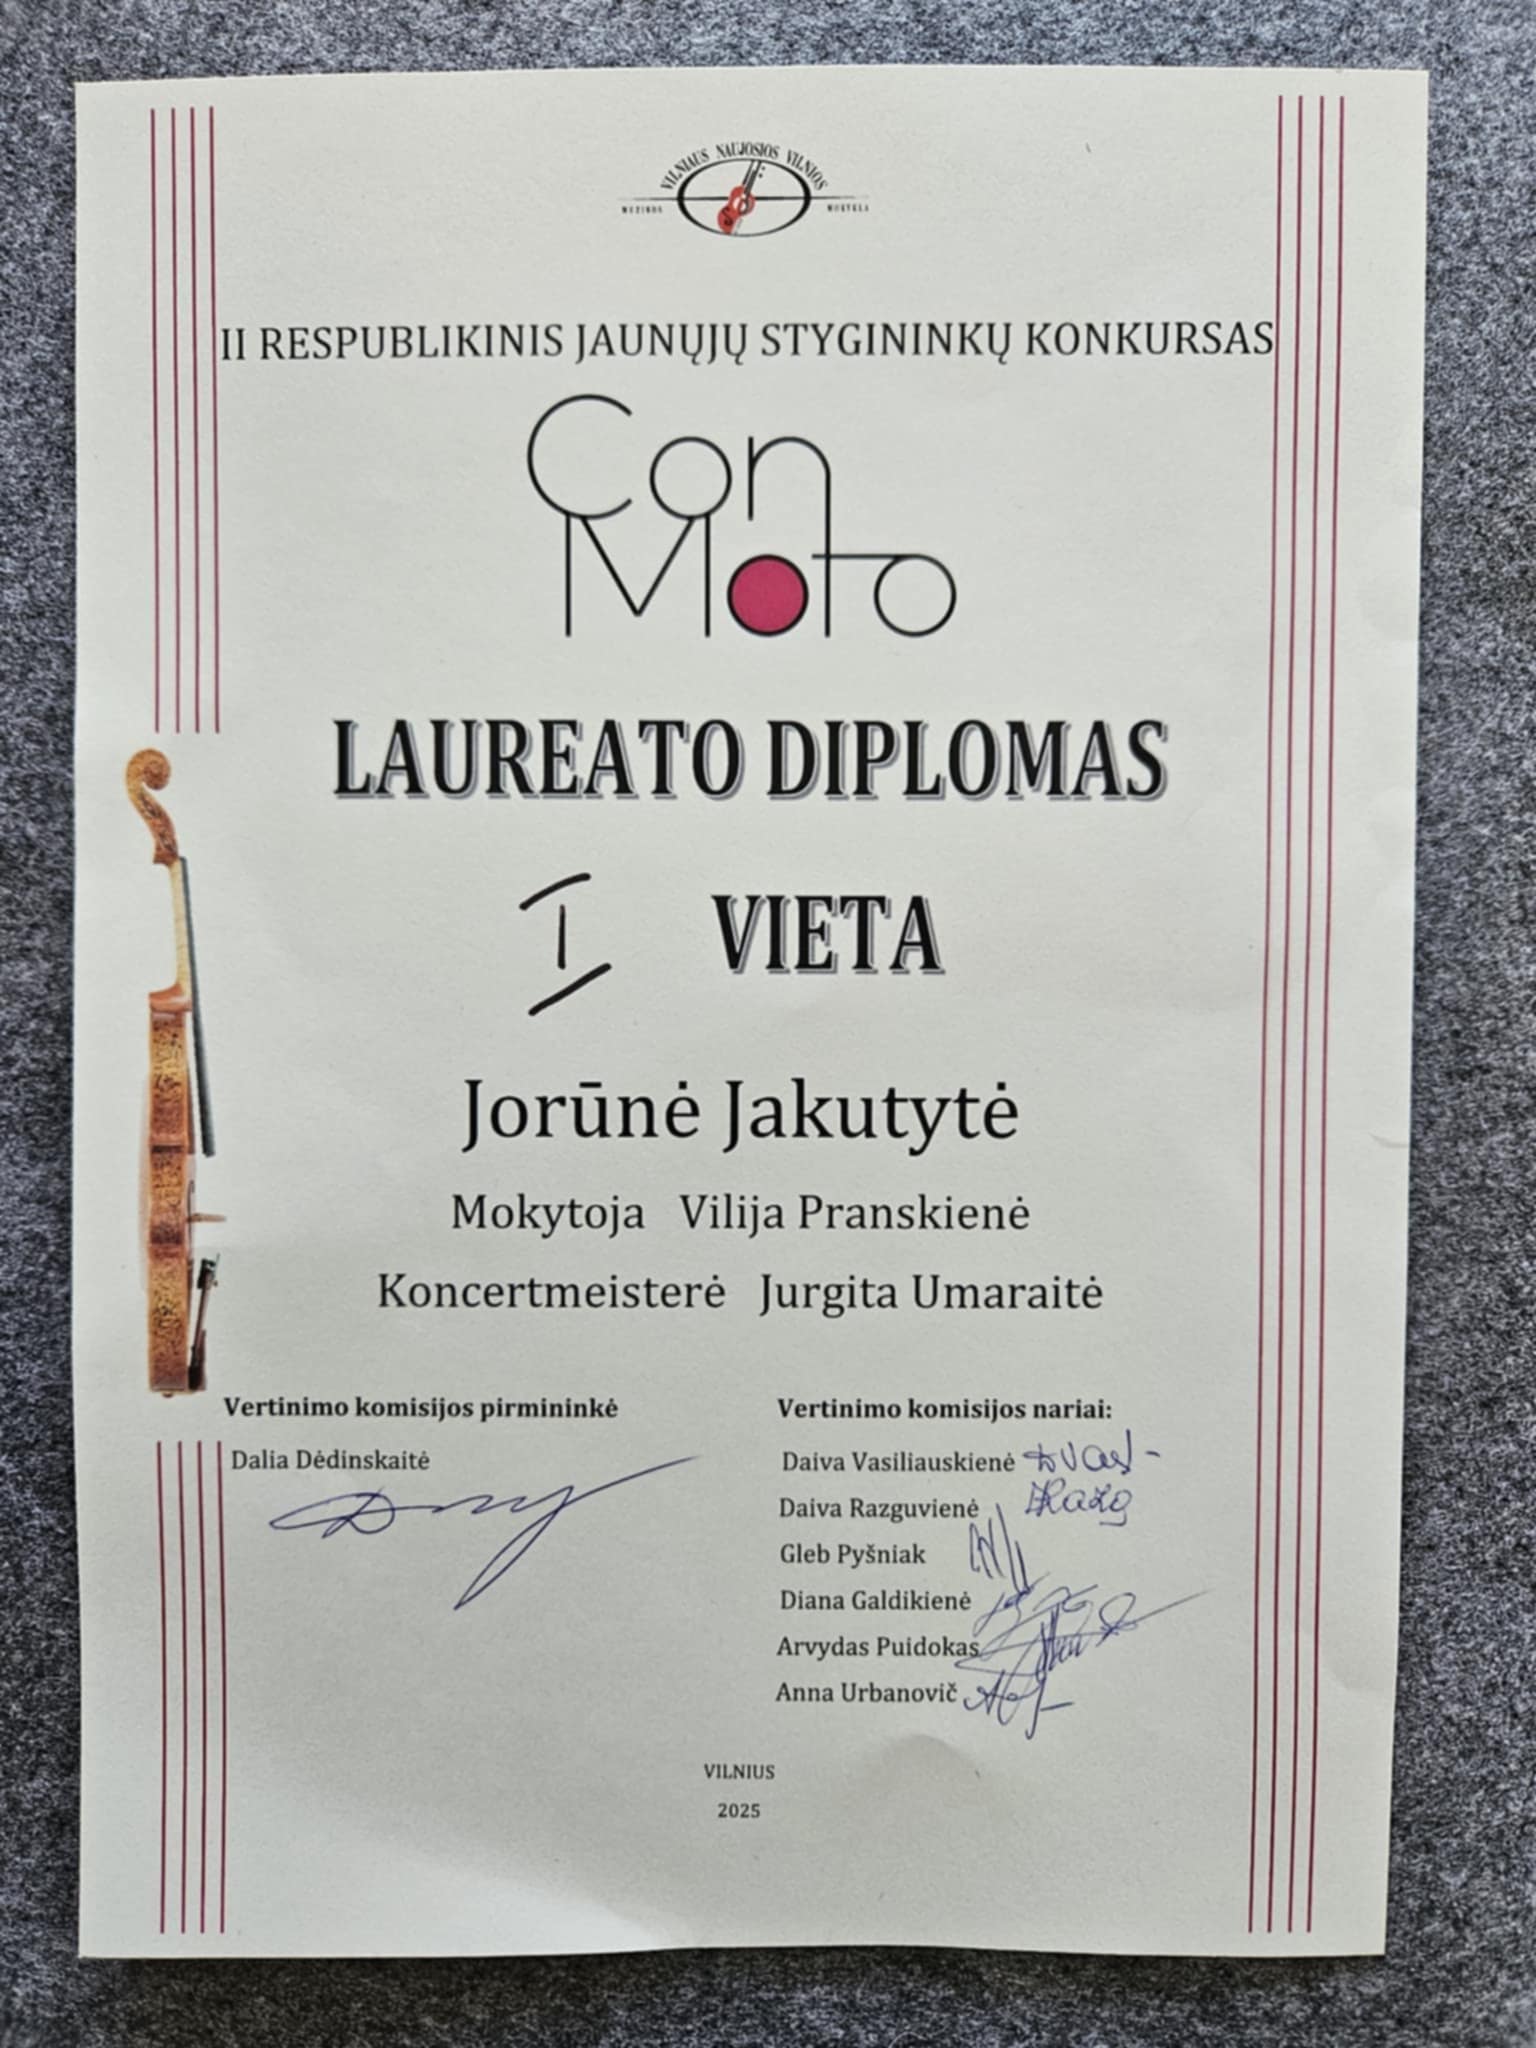 VILNIAUS NAUJOSIOS VILNIOS
MUZIKOS MOKYKLA
II RESPUBLIKINIS JAUNŲJŲ STYGININKŲ KONKURSAS
Con
Moto
LAUREATO DIPLOMAS
I VIETA
Jorūnė Jakutytė
Mokytoja Vilija Pranskienė
Koncertmeisterė Jurgita Umaraitė
Vertinimo komisijos pirmininkė
Dalia Dėdinskaitė
Vertinimo komisijos nariai:
Daiva Vasiliauskienė
Daiva Razguvienė
Gleb Pyšniak
Diana Galdikienė
Arvydas Puidokas
Anna Urbanovič
VILNIUS
2025